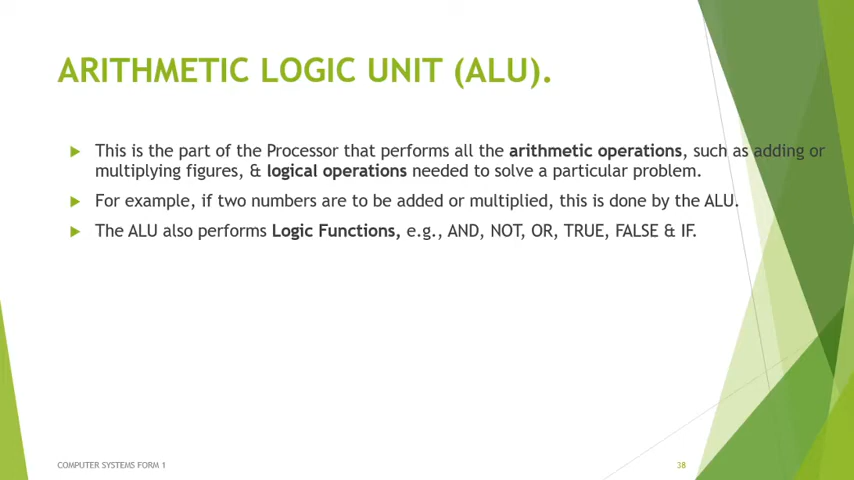 ARITHMETIC LOGIC UNIT (ALU).
This is the part of the Processor that performs all the arithmetic operations, such as adding or
multiplying figures, & logical operations needed to solve a particular problem.
For example, if two numbers are to be added or multiplied, this is done by the ALU.
The ALU also performs Logic Functions, e.g., AND, NOT, OR, TRUE, FALSE & IF.
COMPUTER SYSTEMS FORM 1
38